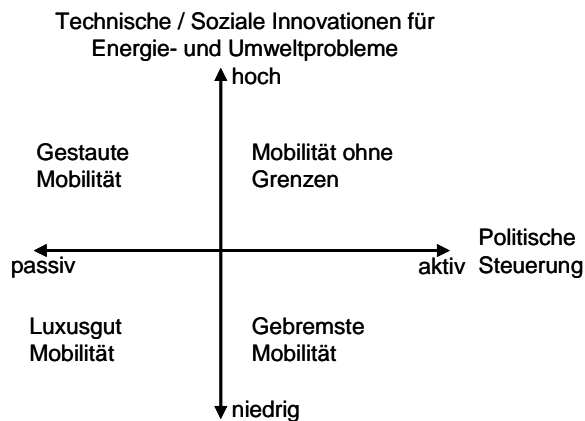 Technische / Soziale Innovationen für
Energie- und Umweltprobleme
hoch
Gestaute
Mobilität
Mobilität ohne
Grenzen
passiv
aktiv
Politische
Steuerung
Luxusgut
Mobilität
Gebremste
Mobilität
niedrig